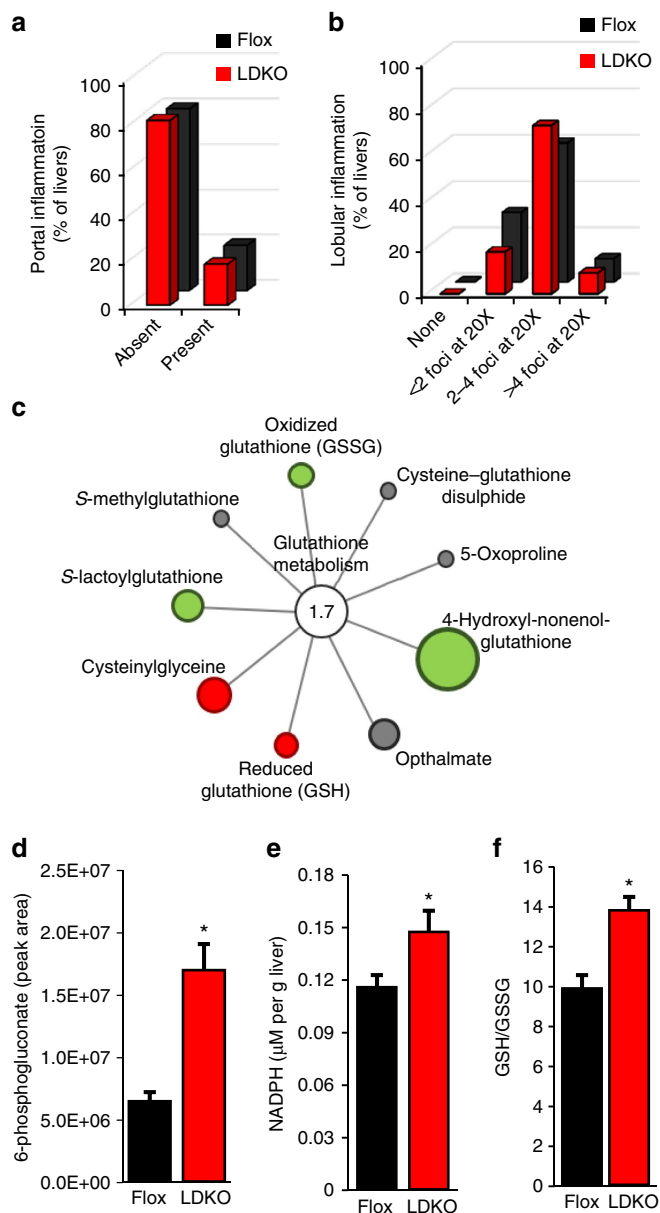 a
Flox
LDKO
Portal inflammatoin
(% of livers)
100
80
60
40
20
0
Absent
Present
b
Flox
LDKO
Lobular inflammation
(% of livers)
100
80
60
40
20
0
None
<2 foci at 20X
2–4 foci at 20X
>4 foci at 20X
c
Oxidized
glutathione (GSSG)
Cysteine–glutathione
disulphide
S-methylglutathione
Glutathione
metabolism
5-Oxoproline
S-lactoylglutathione
1.7
4-Hydroxyl-nonenol-
glutathione
Cysteinylglyceine
Opthalmate
Reduced
glutathione (GSH)
d
6-phosphogluconate (peak area)
2.5E+07
2.0E+07
1.5E+07
1.0E+07
5.0E+06
0.0E+00
*
Flox
LDKO
e
NADPH (µM per g liver)
0.18
0.15
0.12
0.09
0.06
0.03
0
*
Flox
LDKO
f
GSH/GSSG
16
14
12
10
8
6
4
2
0
*
Flox
LDKO